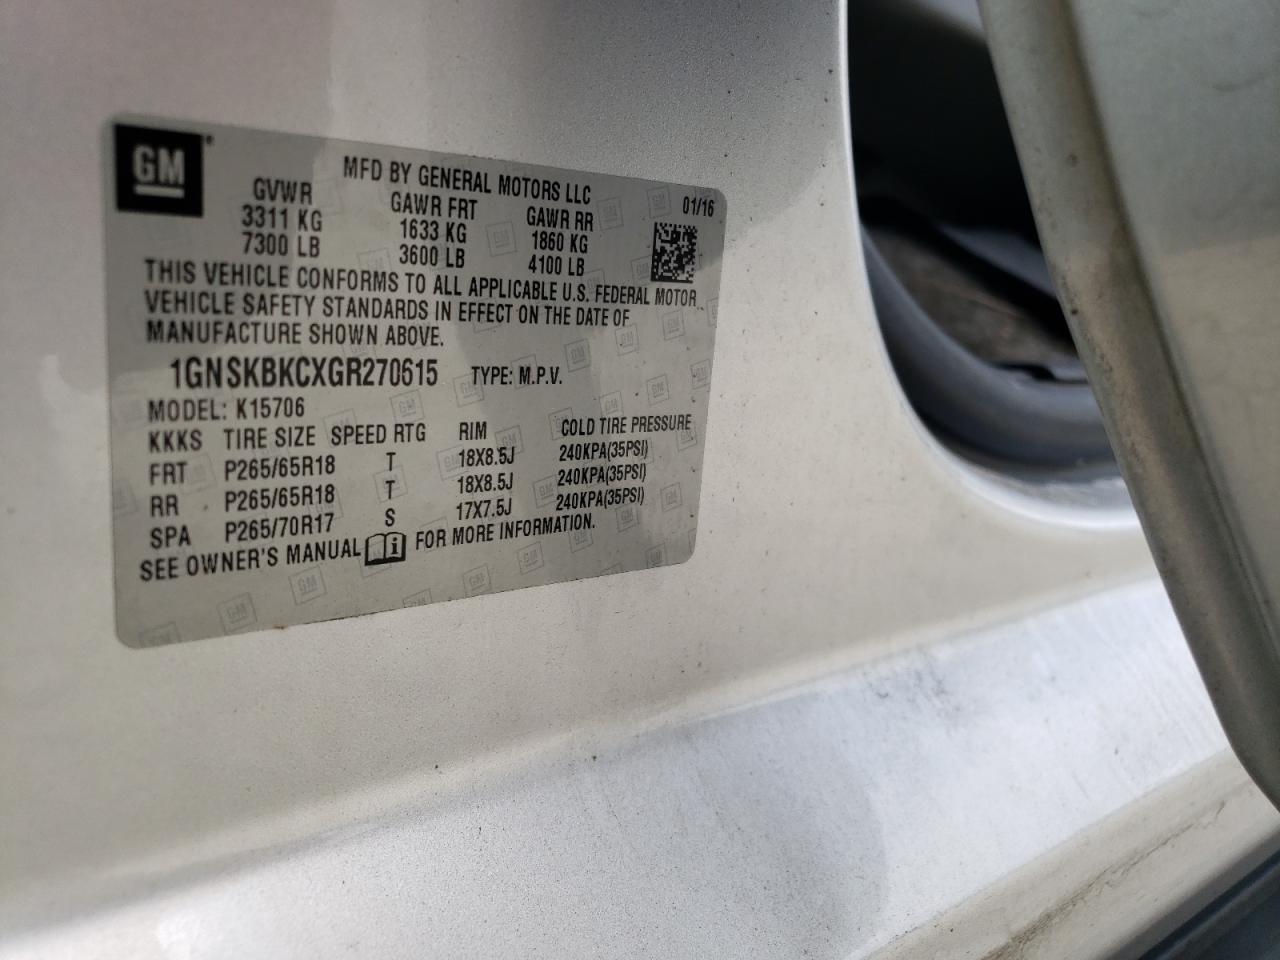 GM®
MFD BY GENERAL MOTORS LLC
GVWR GAWR FRT GAWR RR 01/16
3311 KG 1633 KG 1860 KG
7300 LB 3600 LB 4100 LB
THIS VEHICLE CONFORMS TO ALL APPLICABLE U.S. FEDERAL MOTOR
VEHICLE SAFETY STANDARDS IN EFFECT ON THE DATE OF
MANUFACTURE SHOWN ABOVE.
1GNSKBKCXGR270615 TYPE: M.P.V.
MODEL: K15706
KKKS TIRE SIZE SPEED RTG RIM COLD TIRE PRESSURE
FRT P265/65R18 T 18X8.5J 240KPA(35PSI)
RR P265/65R18 T 18X8.5J 240KPA(35PSI)
SPA P265/70R17 S 17X7.5J 240KPA(35PSI)
SEE OWNER'S MANUAL i FOR MORE INFORMATION.